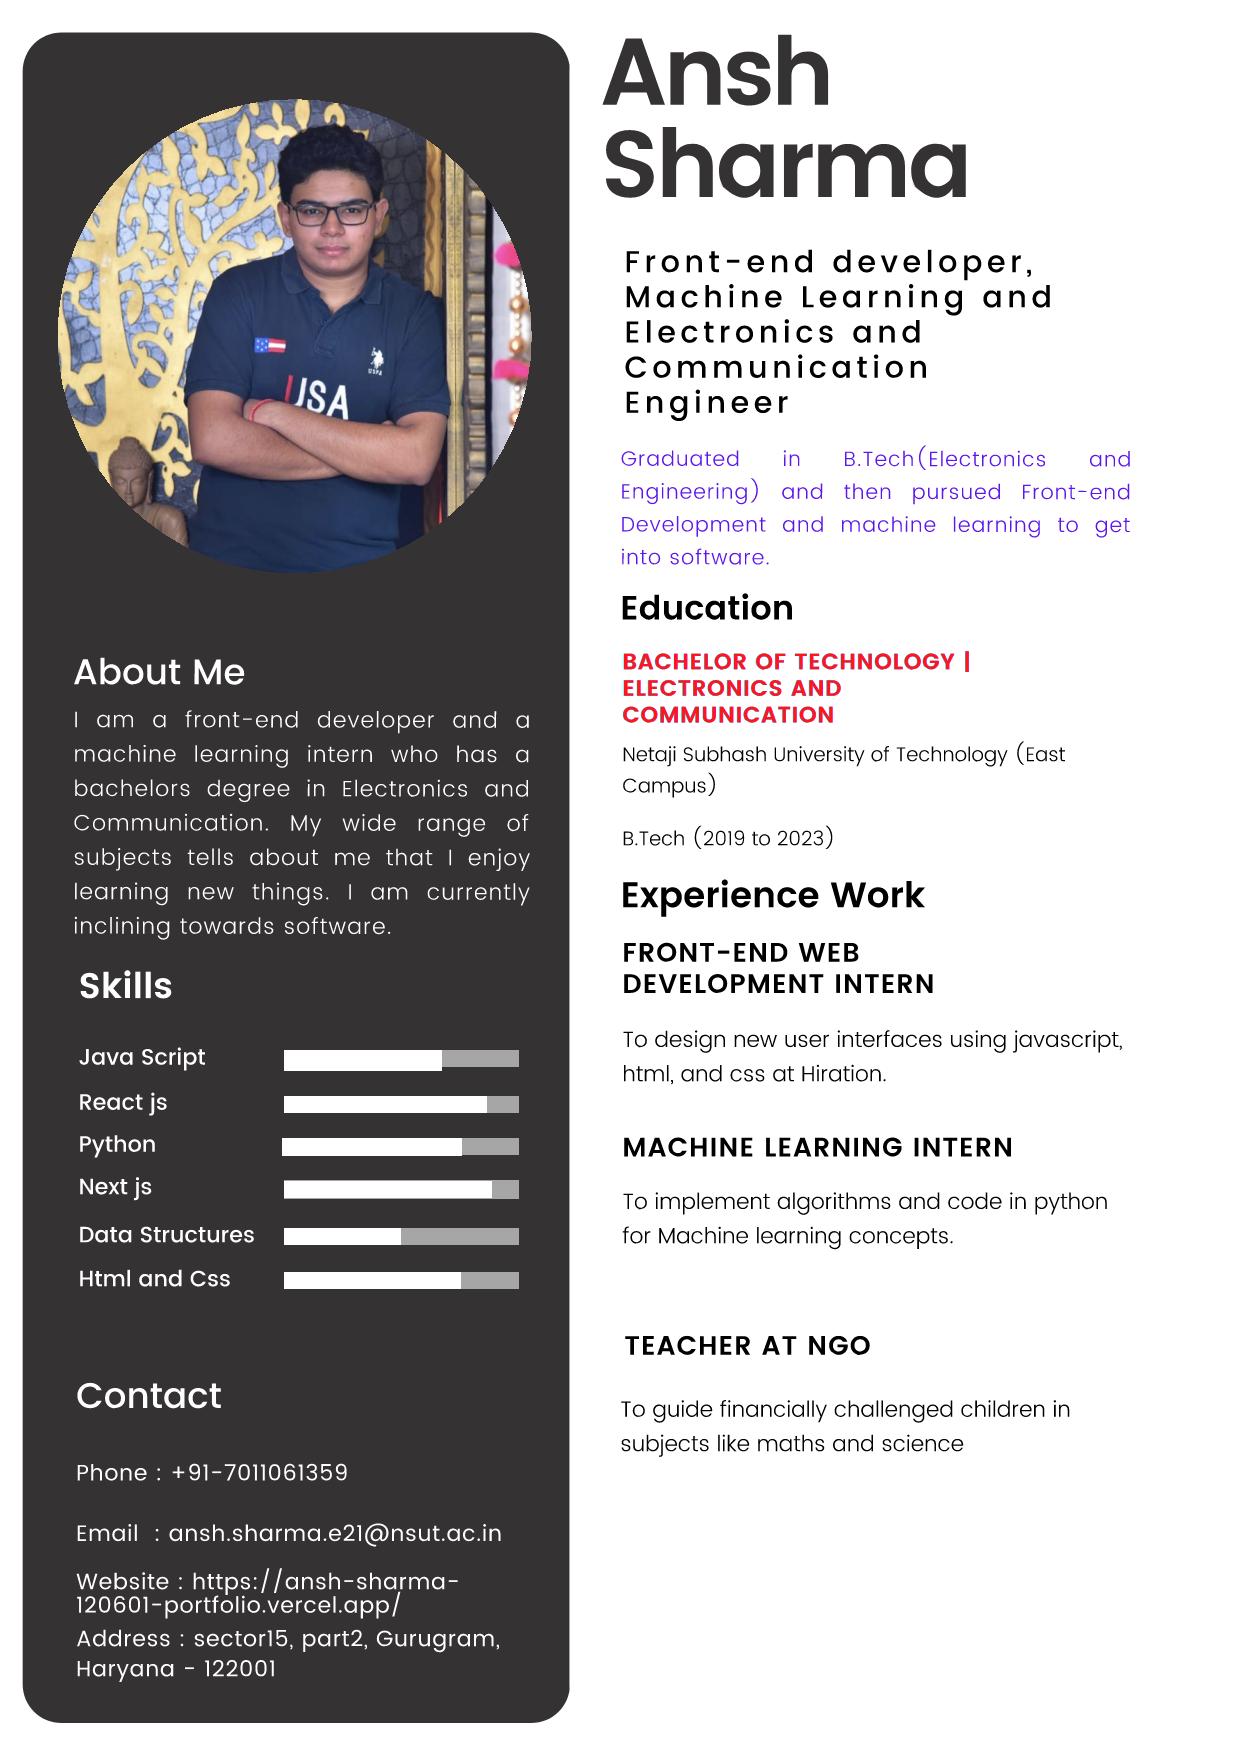 USPA
USA
About Me
I am a front-end developer and a
machine learning intern who has a
bachelors degree in Electronics and
Communication. My wide range of
subjects tells about me that I enjoy
learning new things. I am currently
inclining towards software.
Skills
Java Script
React js
Python
Next js
Data Structures
Html and Css
Contact
Phone : +91-7011061359
Email : ansh.sharma.e21@nsut.ac.in
Website : https://ansh-sharma-
120601-portfolio.vercel.app/
Address : sector15, part2, Gurugram,
Haryana - 122001
Ansh
Sharma
Front-end developer,
Machine Learning and
Electronics and
Communication
Engineer
Graduated in B.Tech(Electronics and
Engineering) and then pursued Front-end
Development and machine learning to get
into software.
Education
BACHELOR OF TECHNOLOGY |
ELECTRONICS AND
COMMUNICATION
Netaji Subhash University of Technology (East
Campus)
B.Tech (2019 to 2023)
Experience Work
FRONT-END WEB
DEVELOPMENT INTERN
To design new user interfaces using javascript,
html, and css at Hiration.
MACHINE LEARNING INTERN
To implement algorithms and code in python
for Machine learning concepts.
TEACHER AT NGO
To guide financially challenged children in
subjects like maths and science